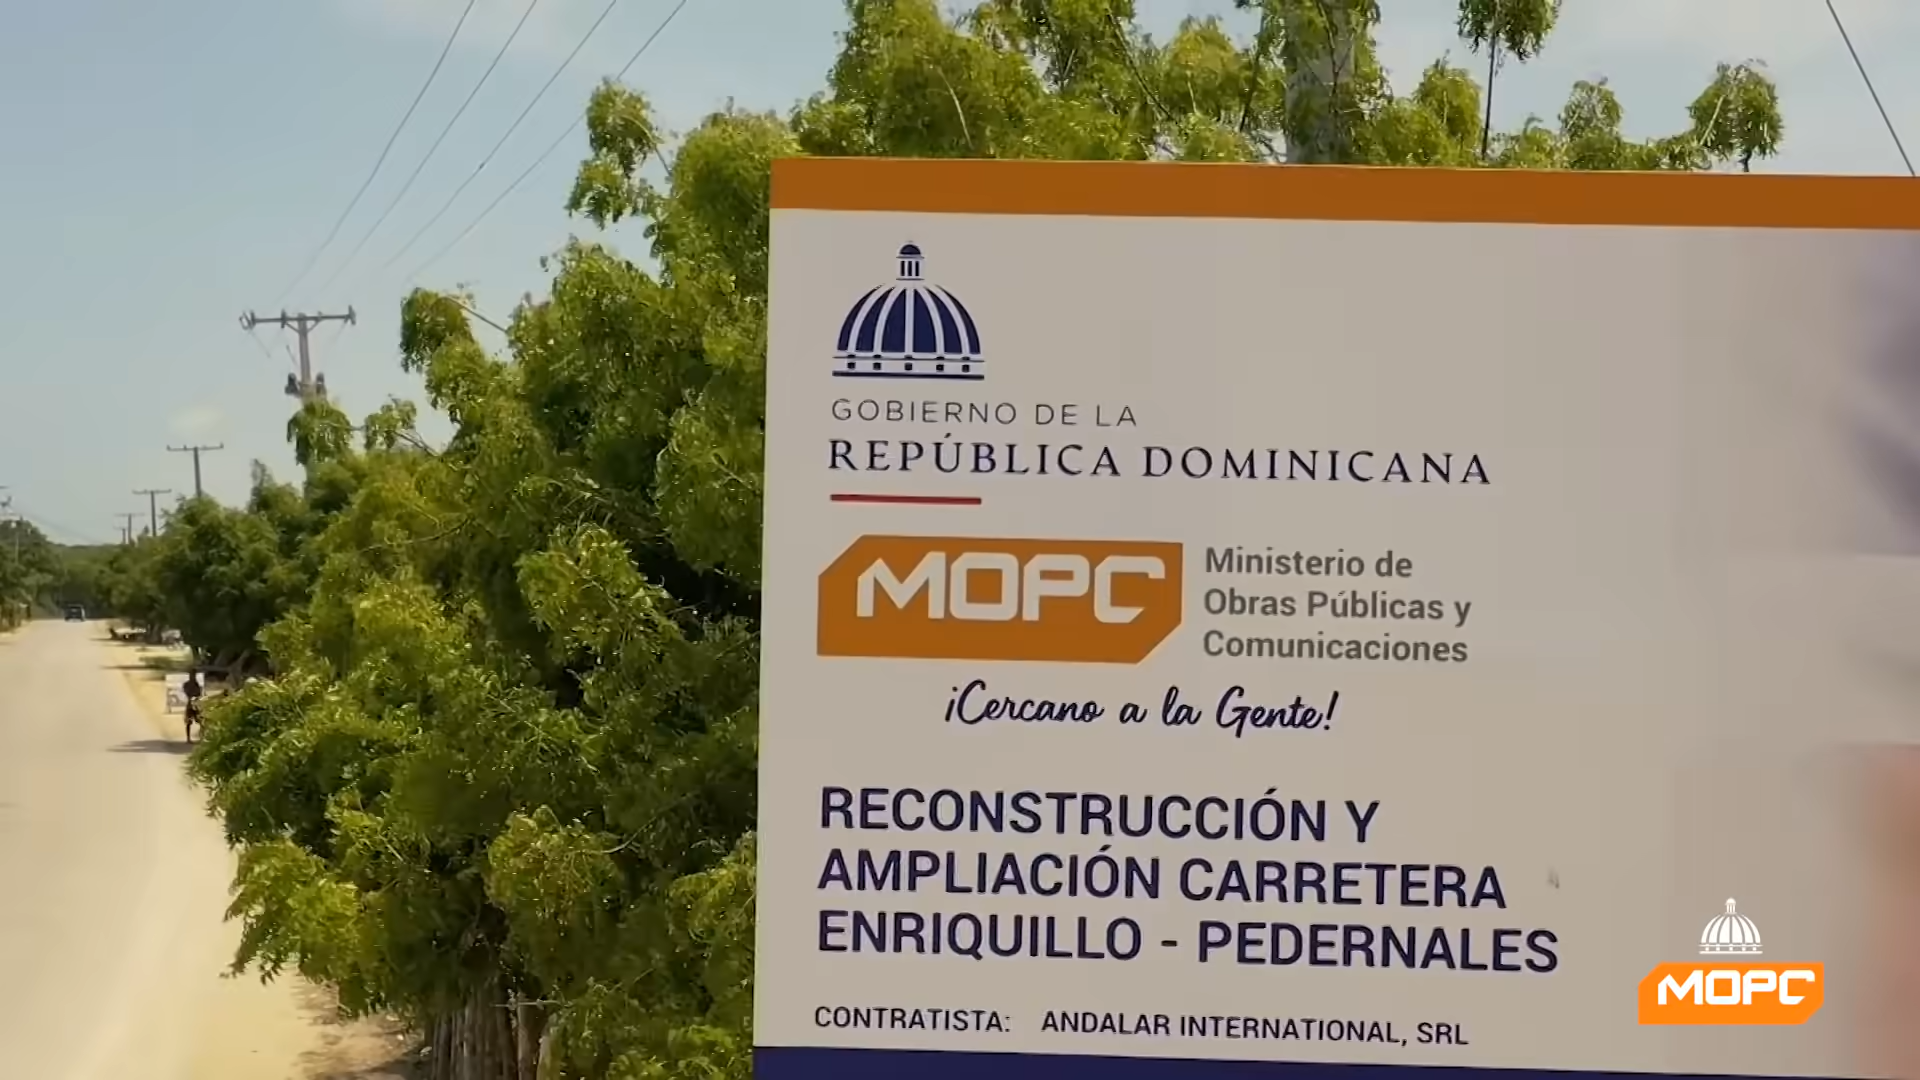 GOBIERNO DE LA
REPÚBLICA DOMINICANA
MOPC
Ministerio de
Obras Públicas y
Comunicaciones
¡Cercano a la Gente!
RECONSTRUCCIÓN Y
AMPLIACIÓN CARRETERA
ENRIQUILLO - PEDERNALES
CONTRATISTA: ANDALAR INTERNATIONAL, SRL
MOPC